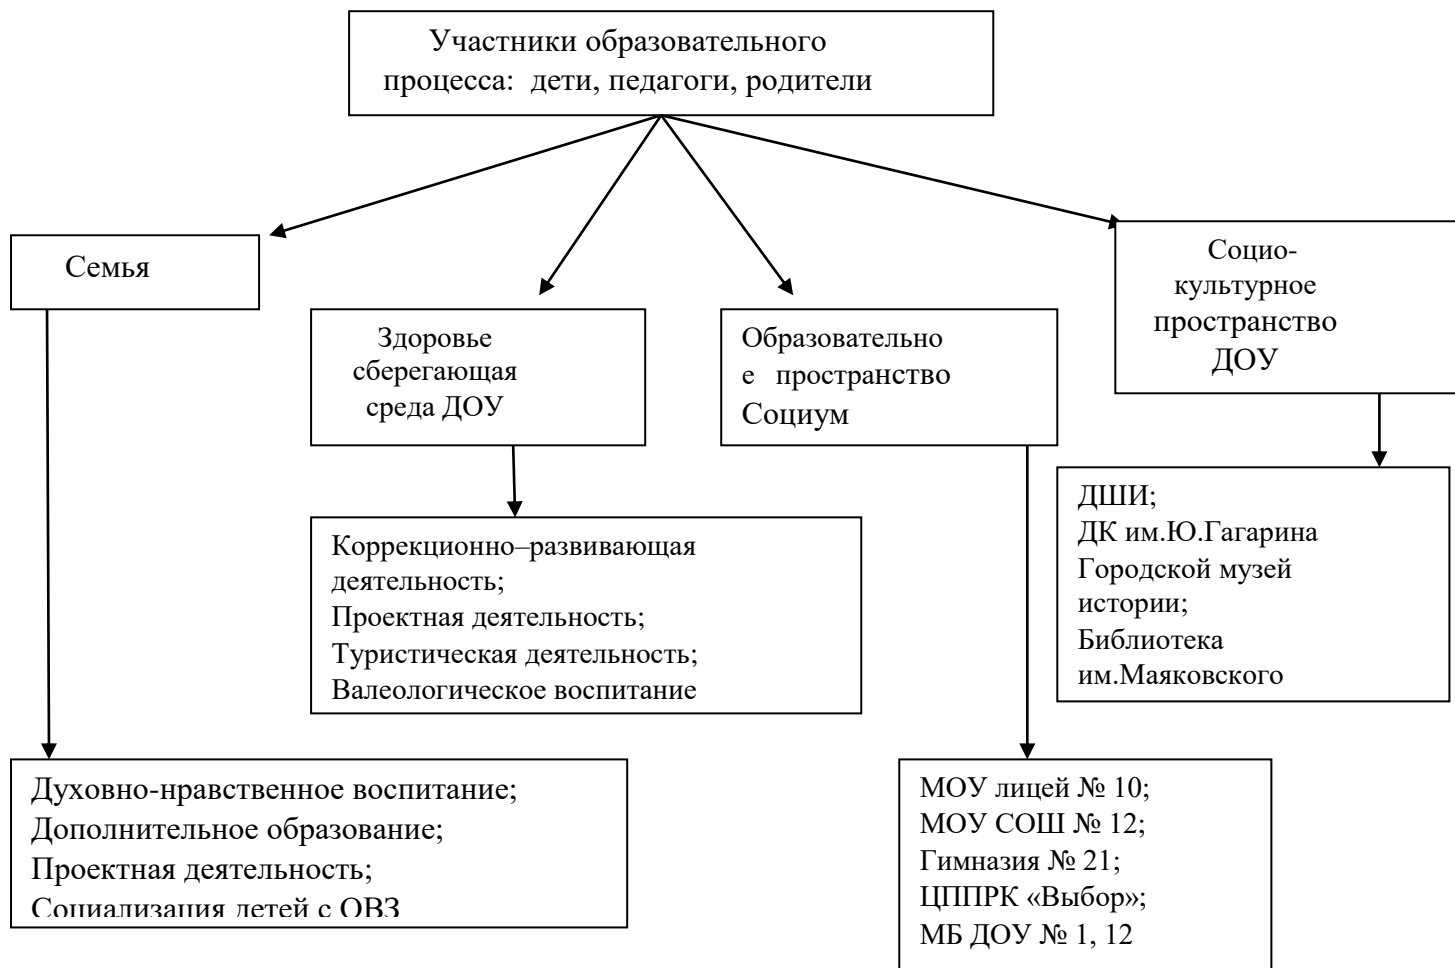 Участники образовательного
процесса: дети, педагоги, родители
Семья
Социо-
культурное
пространство
ДОУ
Здоровье
сберегающая
среда ДОУ
Образовательно
е пространство
Социум
ДШИ;
ДК им.Ю.Гагарина
Городской музей
истории;
Библиотека
им.Маяковского
Коррекционно–развивающая
деятельность;
Проектная деятельность;
Туристическая деятельность;
Валеологическое воспитание
Духовно-нравственное воспитание;
Дополнительное образование;
Проектная деятельность;
Социализация детей с ОВЗ
МОУ лицей № 10;
МОУ СОШ № 12;
Гимназия № 21;
ЦППРК «Выбор»;
МБ ДОУ № 1, 12